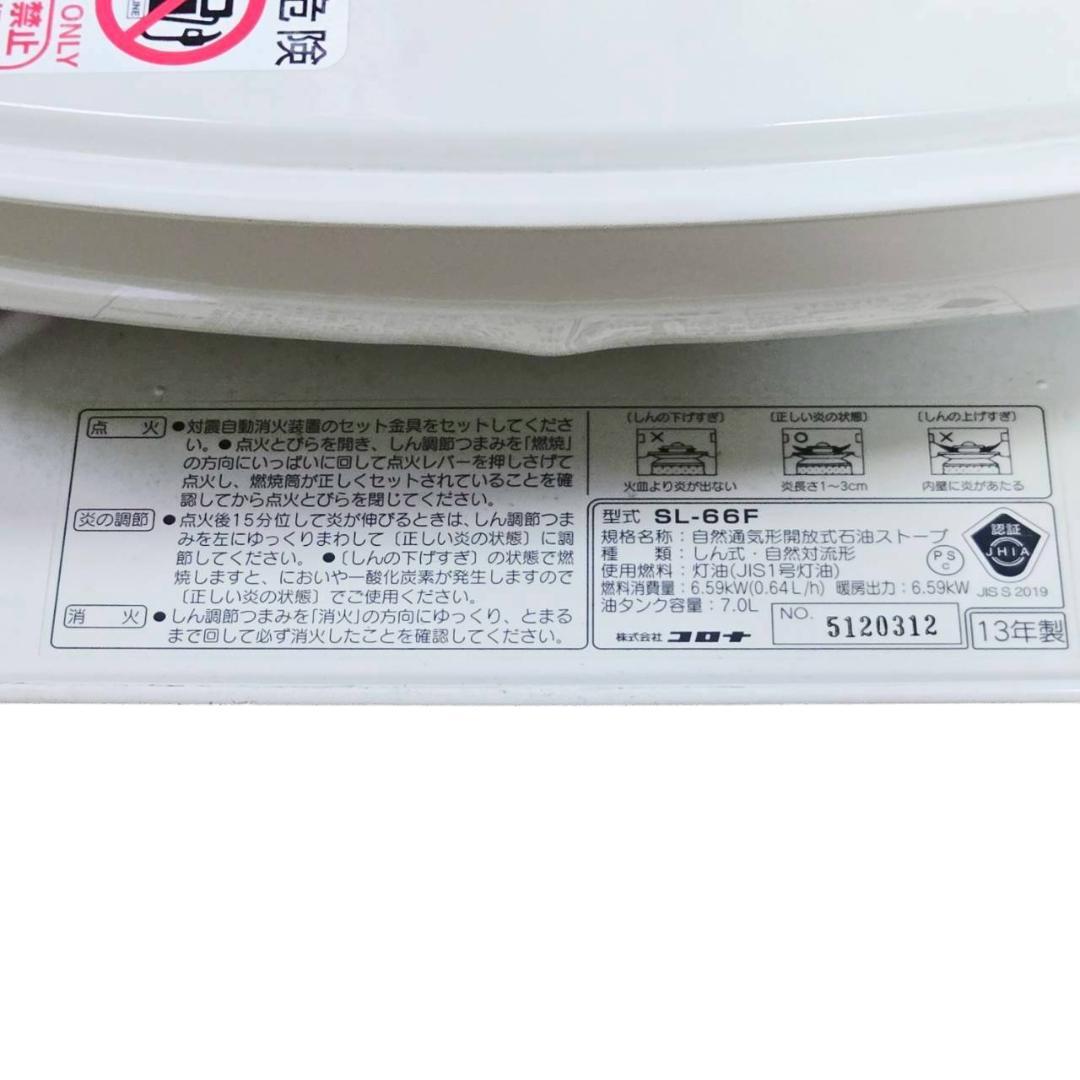 危険
禁止
ONLY
点火
●対震自動消火装置のセット金具をセットしてくださ
い。●点火とびらを開き、しん調節つまみを「燃焼」
の方向にいっぱいに回して点火レバーを押しさげて
点火し、燃焼筒が正しくセットされていることを確
認してから点火とびらを閉じてください。
炎の調節
●点火後15分位して炎が伸びるときは、しん調節つま
みを左にゆっくりまわして〔正しい炎の状態〕に調
節してください。●〔しんの下げすぎ〕の状態で燃
焼しますと、においや一酸化炭素が発生しますので
〔正しい炎の状態〕でご使用ください。
消火
●しん調節つまみを「消火」の方向にゆっくり、とまる
まで回して必ず消火したことを確認してください。
〔しんの下げすぎ〕
火皿より炎が出ない
〔正しい炎の状態〕
炎長さ1~3cm
〔しんの上げすぎ〕
内炎に炎があたる
型式 SL-66F
規格名称:自然通気形開放式石油ストーブ
種類:しん式・自然対流形
使用燃料:灯油(JIS1号灯油)
燃料消費量:6.59kW(0.64L/h) 暖房出力:6.59kW
油タンク容量:7.0L
株式会社 コロナ
NO. 5120312
13年製
PSC
認証
JHIA
JIS S 2019